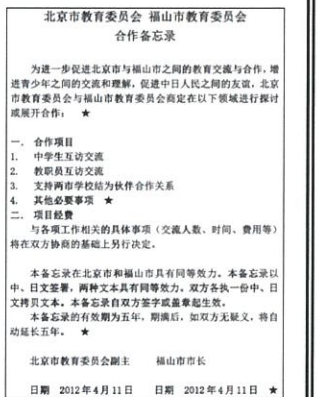 北京市教育委员会 福山市教育委员会
合作备忘录
为进一步促进北京市与福山市之间的教育交流与合作，增
进青少年之间的交流和理解，促进中日人民之间的友谊，北京
市教育委员会与福山市教育委员会商定在以下领域进行探讨
或展开合作： ★
一．合作项目
1. 中学生互访交流
2. 教职员互访交流
3. 支持两市学校结为伙伴合作关系
4. 其他必要事项 ★
二．项目经费
与各项工作相关的具体事项（交流人数、时间、费用等）
将在双方协商的基础上另行决定。
本备忘录在北京市和福山市具有同等效力。本备忘录以
中、日文签署，两种文本具有同等效力。双方各执一份中、日
文拷贝文本。本备忘录自双方签字或盖章起生效。
本备忘录的有效期为五年，期满后，如双方无疑义，将自
动延长五年。 ★
北京市教育委员会副主 福山市市长
日期 2012年4月11日 日期 2012年4月11日 ★